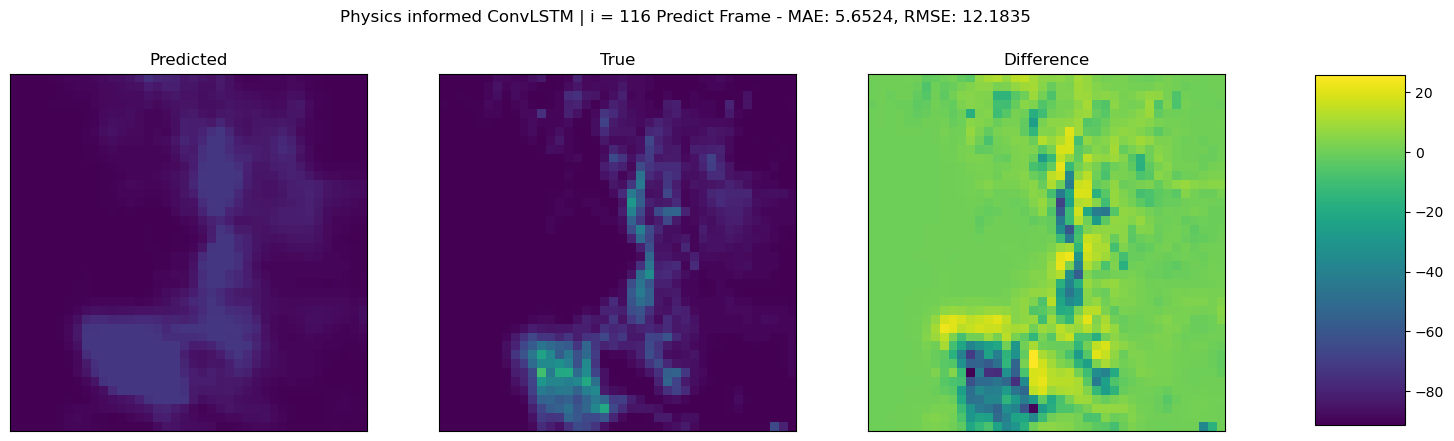 Physics informed ConvLSTM | i = 116 Predict Frame - MAE: 5.6524, RMSE: 12.1835
Predicted
True
Difference
20
0
−20
−40
−60
−80